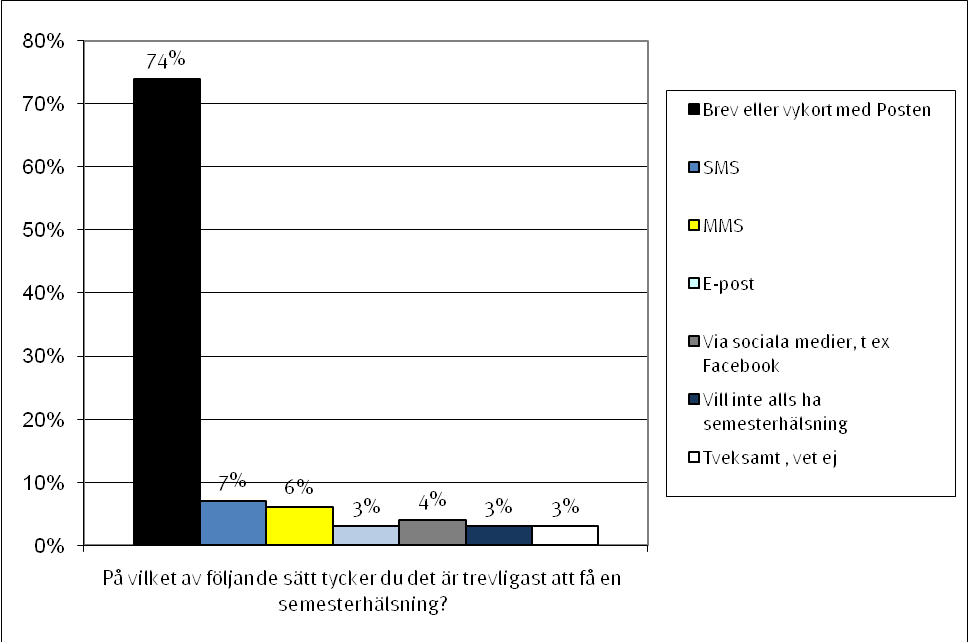 80%
70%
60%
50%
40%
30%
20%
10%
0%
74%
7%
6%
3%
4%
3%
3%
På vilket av följande sätt tycker du det är trevligast att få en
semesterhälsning?
Brev eller vykort med Posten
SMS
MMS
E-post
Via sociala medier, t ex
Facebook
Vill inte alls ha
semesterhälsning
Tveksamt , vet ej